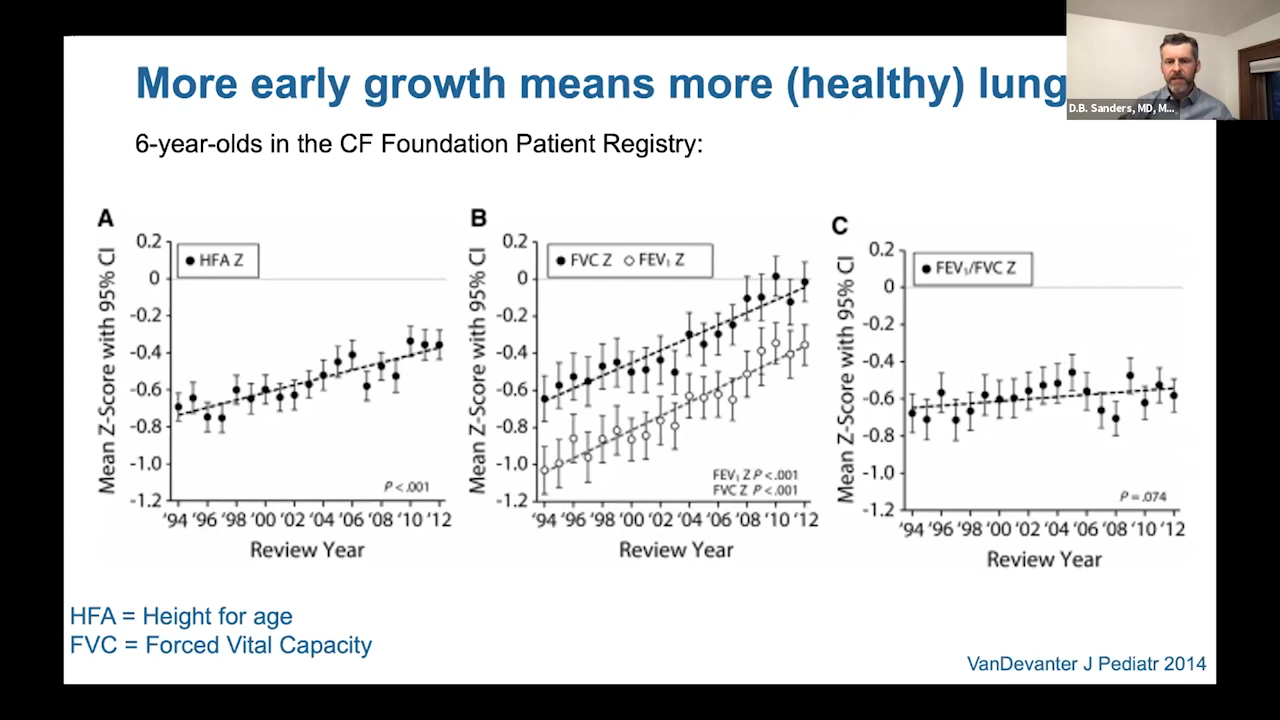 More early growth means more (healthy) lung
D.B. Sanders, MD, M...
6-year-olds in the CF Foundation Patient Registry:
A
Mean Z-Score with 95% CI
0.2
0
-0.2
-0.4
-0.6
-0.8
-1.0
-1.2
HFA Z
P <.001
'94 '96 '98 '00 '02 '04 '06 '08 '10 '12
Review Year
B
Mean Z-Score with 95% CI
0.2
0
-0.2
-0.4
-0.6
-0.8
-1.0
-1.2
FVC Z FEV₁ Z
FEV₁ Z P <.001
FVC Z P <.001
'94 '96 '98 '00 '02 '04 '06 '08 '10 '12
Review Year
C
Mean Z-Score with 95% CI
0.2
0
-0.2
-0.4
-0.6
-0.8
-1.0
-1.2
FEV₁/FVC Z
P = .074
'94 '96 '98 '00 '02 '04 '06 '08 '10 '12
Review Year
HFA = Height for age
FVC = Forced Vital Capacity
VanDevanter J Pediatr 2014